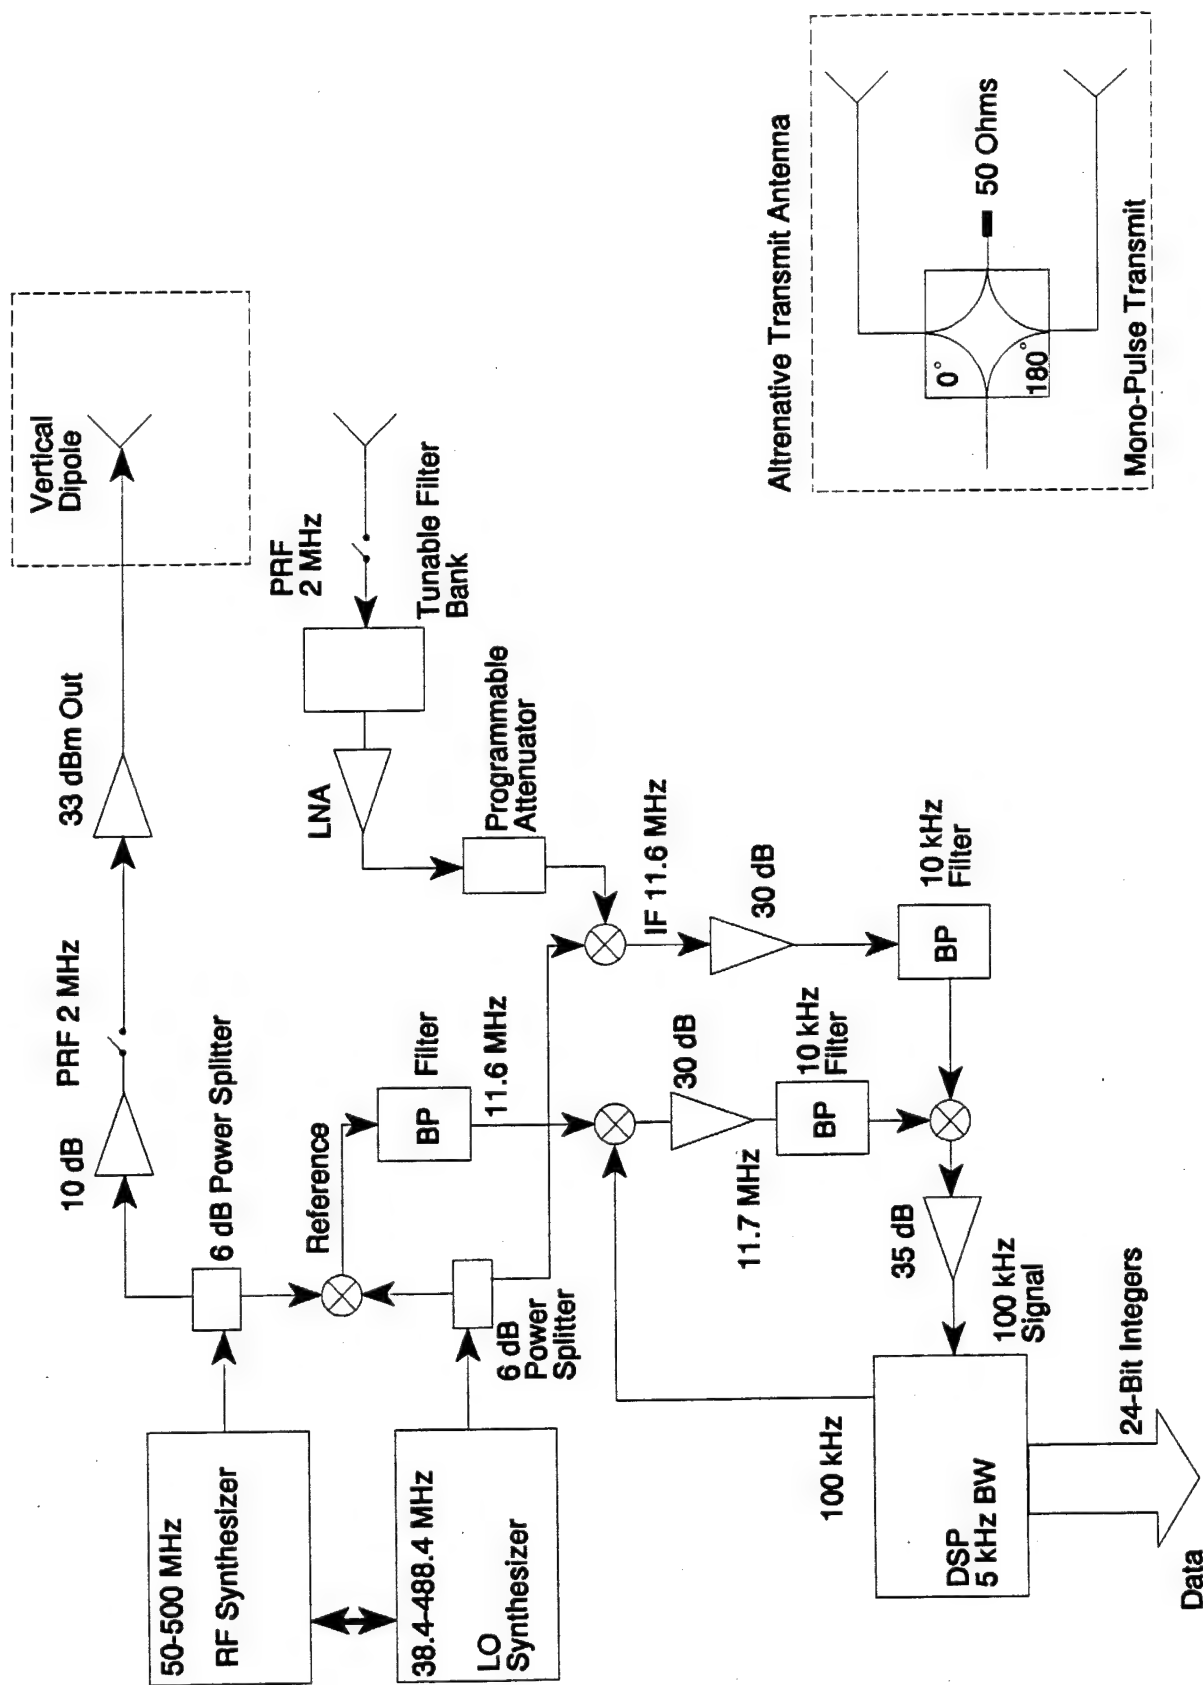 50-500 MHz
RF Synthesizer
38.4-488.4 MHz
LO
Synthesizer
10 dB
PRF 2 MHz
33 dBm Out
Vertical
Dipole
6 dB Power Splitter
Reference
6 dB
Power
Splitter
BP
Filter
11.6 MHz
PRF
2 MHz
Tunable Filter
Bank
LNA
Programmable
Attenuator
IF 11.6 MHz
30 dB
BP
10 kHz
Filter
30 dB
11.7 MHz
BP
10 kHz
Filter
35 dB
100 kHz
Signal
100 kHz
DSP
5 kHz BW
24-Bit Integers
Data
Altrenative Transmit Antenna
0°
180°
50 Ohms
Mono-Pulse Transmit